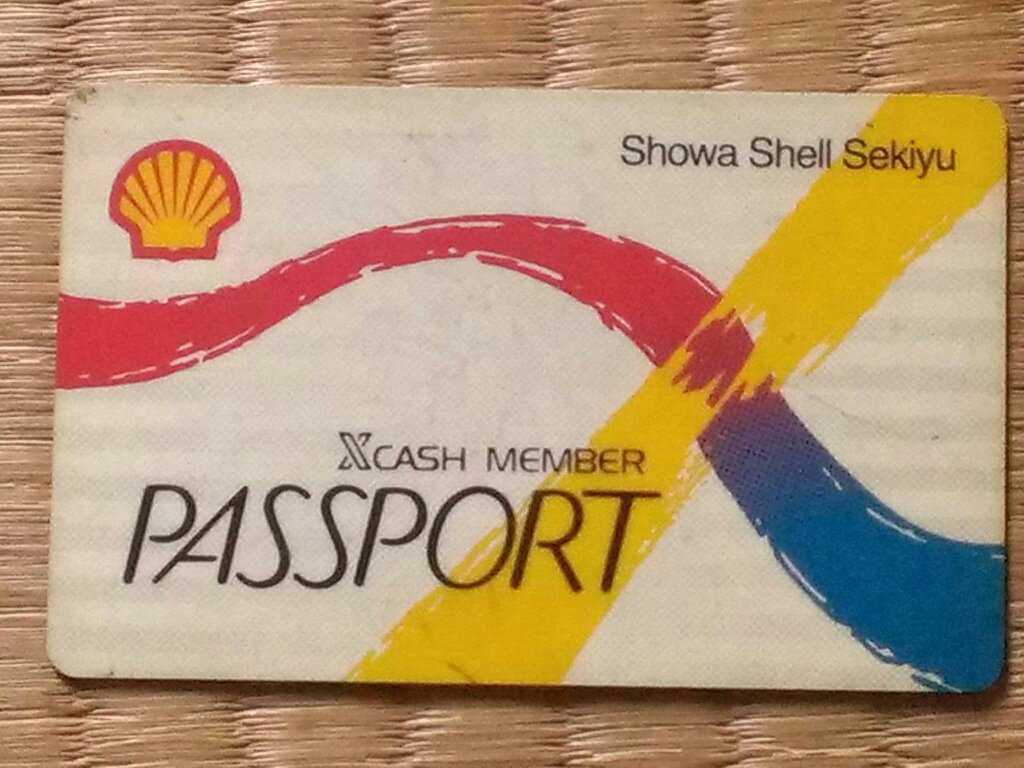 Showa Shell Sekiyu
XCASH MEMBER
PASSPORT